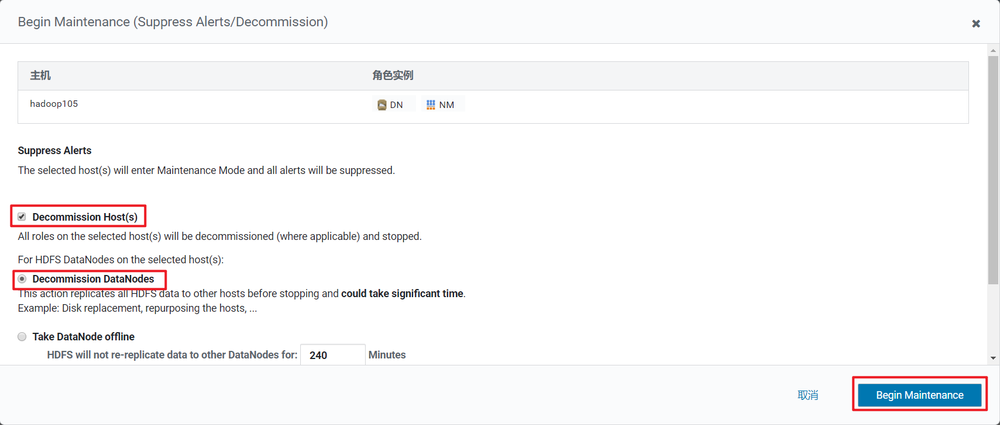 Begin Maintenance (Suppress Alerts/Decommission)
主机 角色实例
hadoop105 DN NM
Suppress Alerts
The selected host(s) will enter Maintenance Mode and all alerts will be suppressed.
Decommission Host(s)
All roles on the selected host(s) will be decommissioned (where applicable) and stopped.
For HDFS DataNodes on the selected host(s):
Decommission DataNodes
This action replicates all HDFS data to other hosts before stopping and could take significant time.
Example: Disk replacement, repurposing the hosts, ...
Take DataNode offline
HDFS will not re-replicate data to other DataNodes for: 240 Minutes
取消 Begin Maintenance